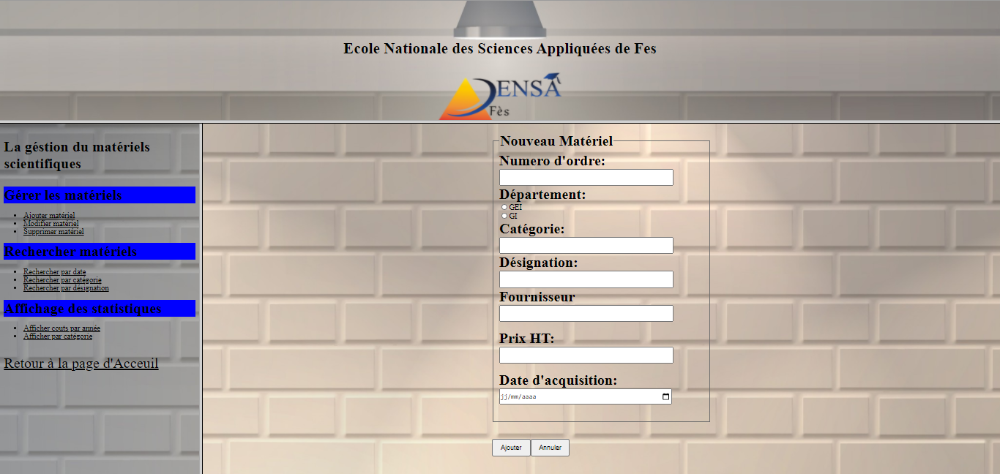 Ecole Nationale des Sciences Appliquées de Fes
ENSA
Fès
La géstion du matériels
scientifiques
Gérer les matériels
Ajouter matériel
Modifier matériel
Supprimer matériel
Rechercher matériels
Rechercher par date
Rechercher par catégorie
Rechercher par désignation
Affichage des statistiques
Afficher couts par année
Afficher par catégorie
Retour à la page d'Acceuil
Nouveau Matériel
Numero d'ordre:
Département:
GEI
GI
Catégorie:
Désignation:
Fournisseur
Prix HT:
Date d'acquisition:
jj/mm/aaaa
Ajouter Annuler